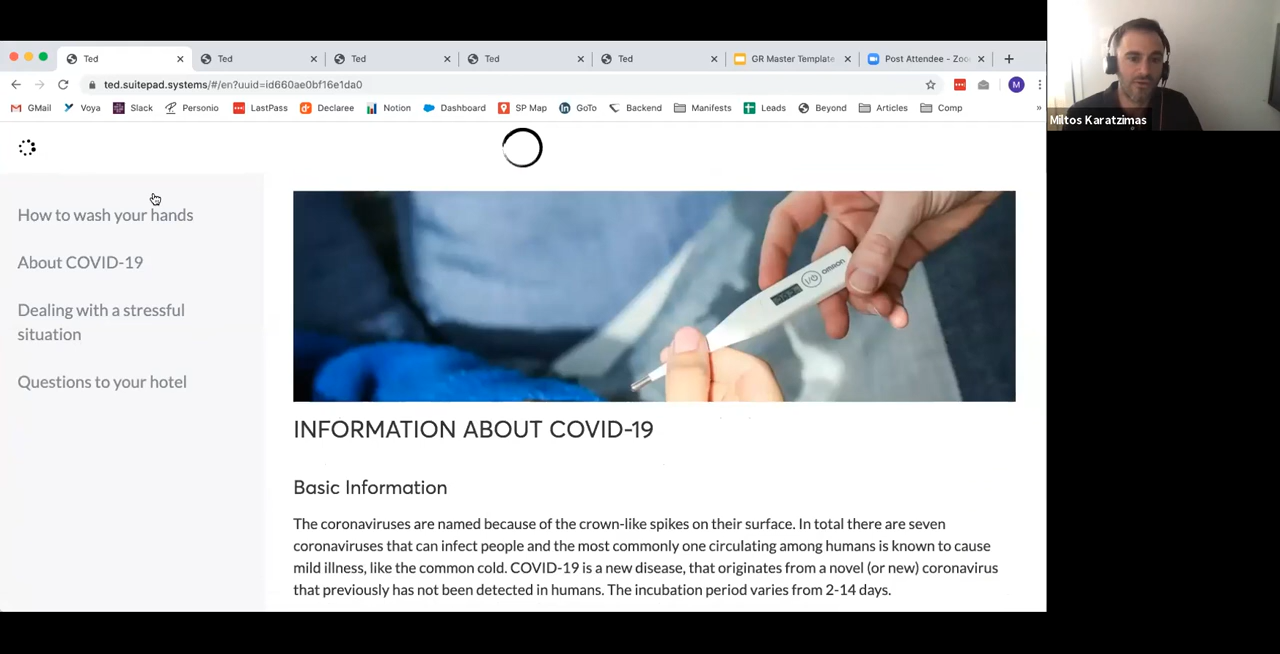 Ted
Ted
Ted
Ted
Ted
GR Master Template
Post Attendee - Zoo
ted.suitepad.systems/#/en?uuid=id660ae0bf16e1da0
M
GMail
Voya
Slack
Personio
LastPass
Declaree
Notion
Dashboard
SP Map
GoTo
Backend
Manifests
Leads
Beyond
Articles
Comp
»
Miltos Karatzimas
How to wash your hands
About COVID-19
Dealing with a stressful
situation
Questions to your hotel
OMRON
INFORMATION ABOUT COVID-19
Basic Information
The coronaviruses are named because of the crown-like spikes on their surface. In total there are seven
coronaviruses that can infect people and the most commonly one circulating among humans is known to cause
mild illness, like the common cold. COVID-19 is a new disease, that originates from a novel (or new) coronavirus
that previously has not been detected in humans. The incubation period varies from 2-14 days.